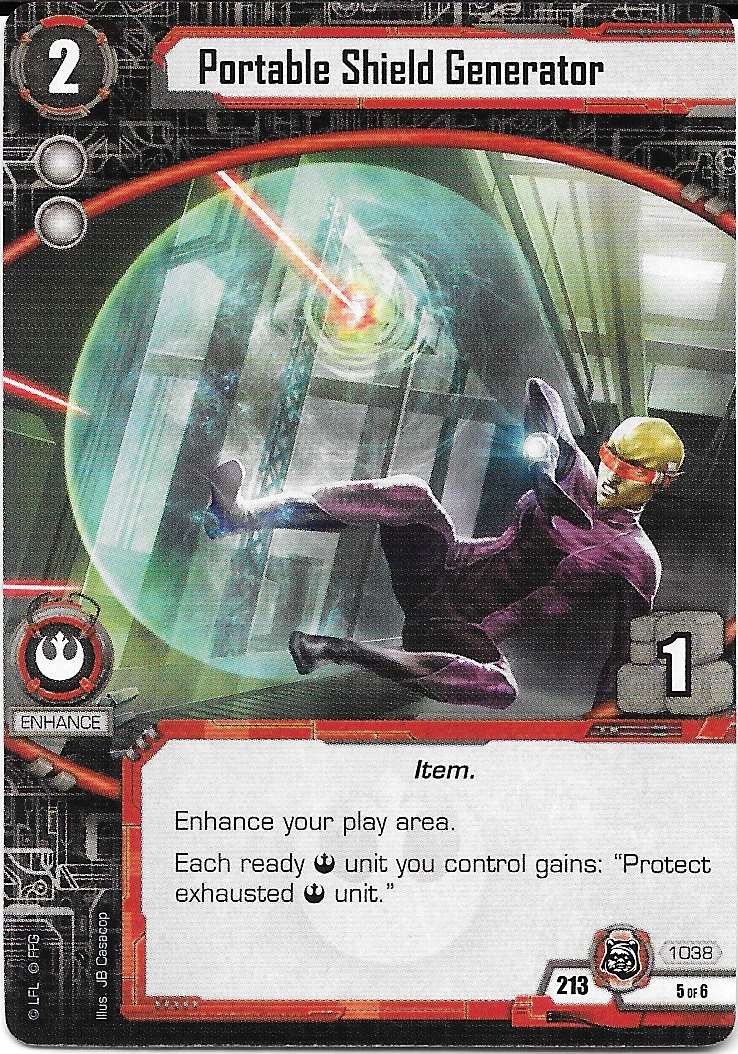 2
Portable Shield Generator
ENHANCE
1
Item.
Enhance your play area.
Each ready unit you control gains: “Protect
exhausted unit.”
© LFL © FFG
Illus. JB Casacop
213
1038
5 OF 6